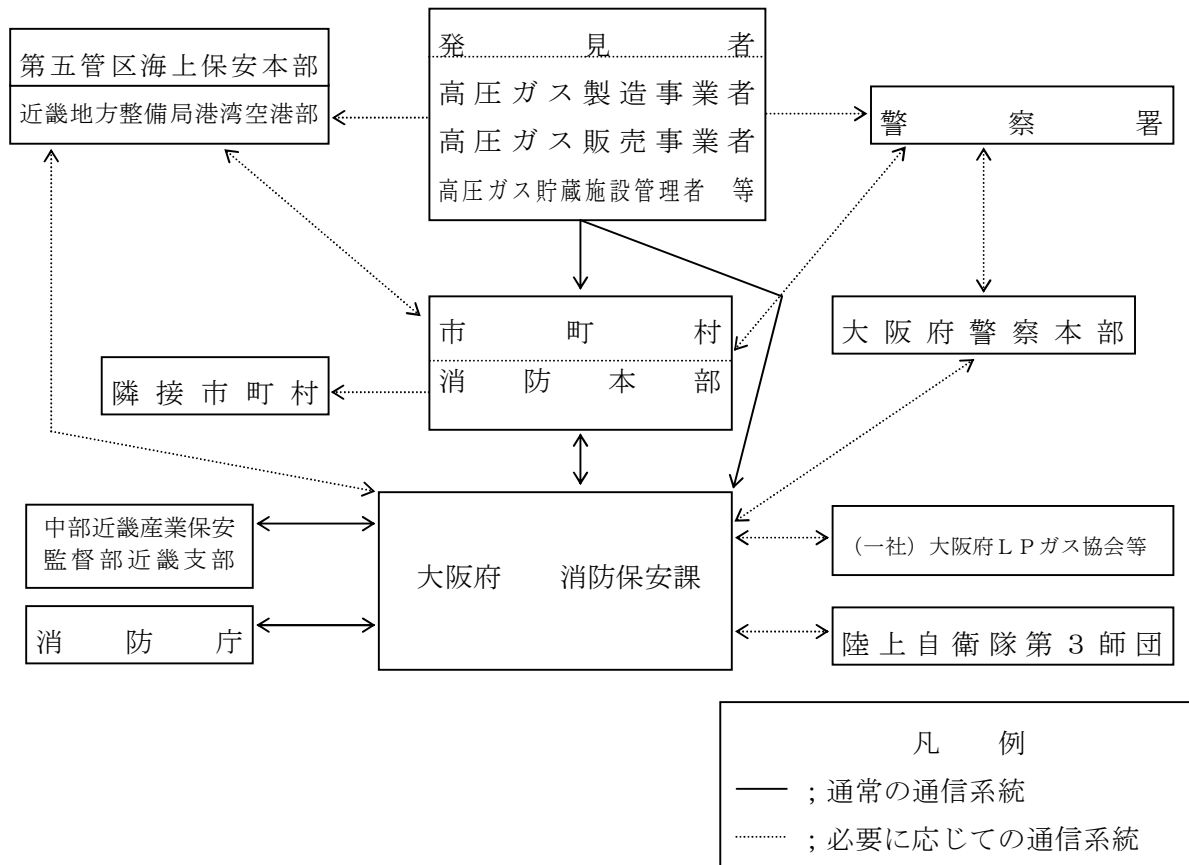 第五管区海上保安本部
近畿地方整備局港湾空港部
発見者
高圧ガス製造事業者
高圧ガス販売事業者
高圧ガス貯蔵施設管理者 等
警察署
市町村
消防本部
大阪府警察本部
隣接市町村
中部近畿産業保安
監督部近畿支部
大阪府 消防保安課
(一社)大阪府LPガス協会等
消防庁
陸上自衛隊第3師団
凡例
;通常の通信系統
;必要に応じての通信系統